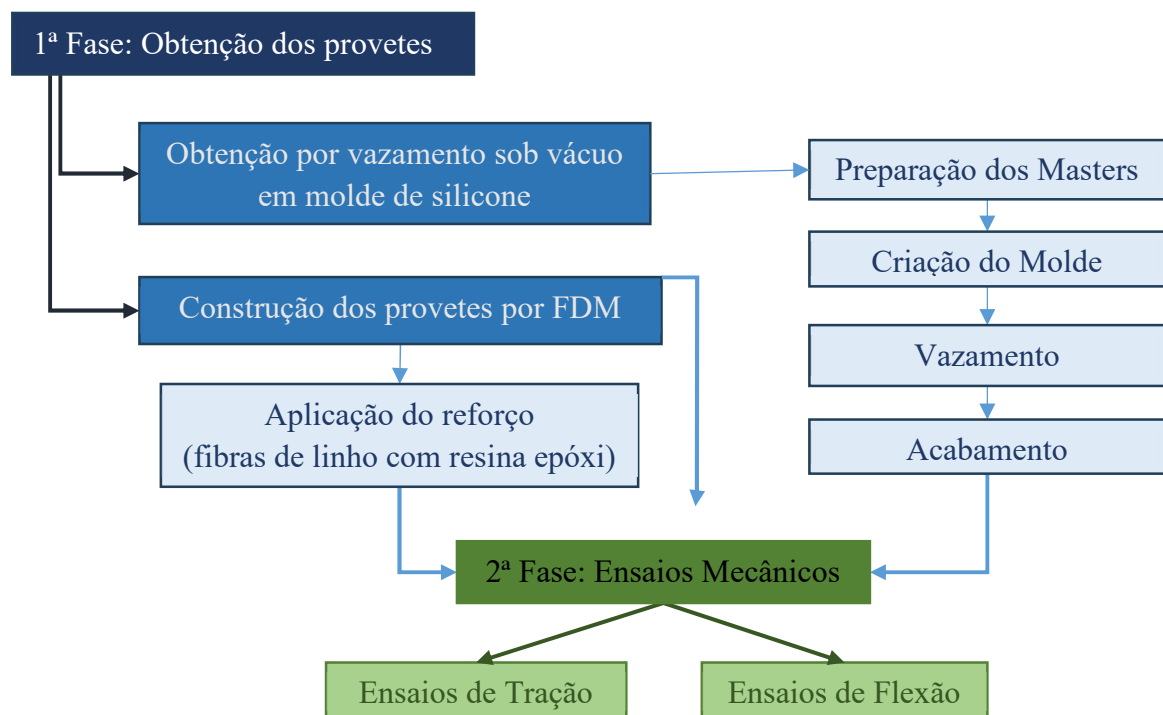 1ª Fase: Obtenção dos provetes
Obtenção por vazamento sob vácuo
em molde de silicone
Preparação dos Masters
Criação do Molde
Construção dos provetes por FDM
Vazamento
Aplicação do reforço
(fibras de linho com resina epóxi)
Acabamento
2ª Fase: Ensaios Mecânicos
Ensaios de Tração
Ensaios de Flexão